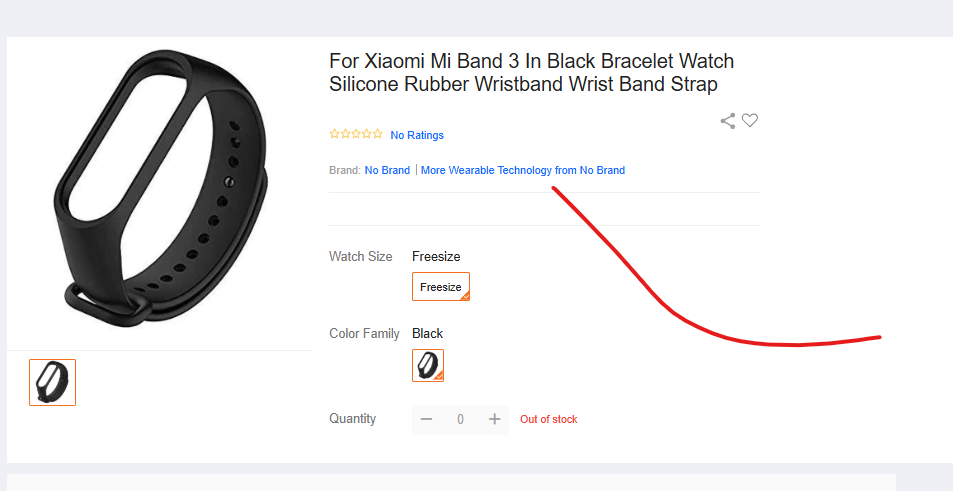 For Xiaomi Mi Band 3 In Black Bracelet Watch
Silicone Rubber Wristband Wrist Band Strap
No Ratings
Brand: No Brand | More Wearable Technology from No Brand
Watch Size Freesize
Freesize
Color Family Black
Quantity − 0 + Out of stock